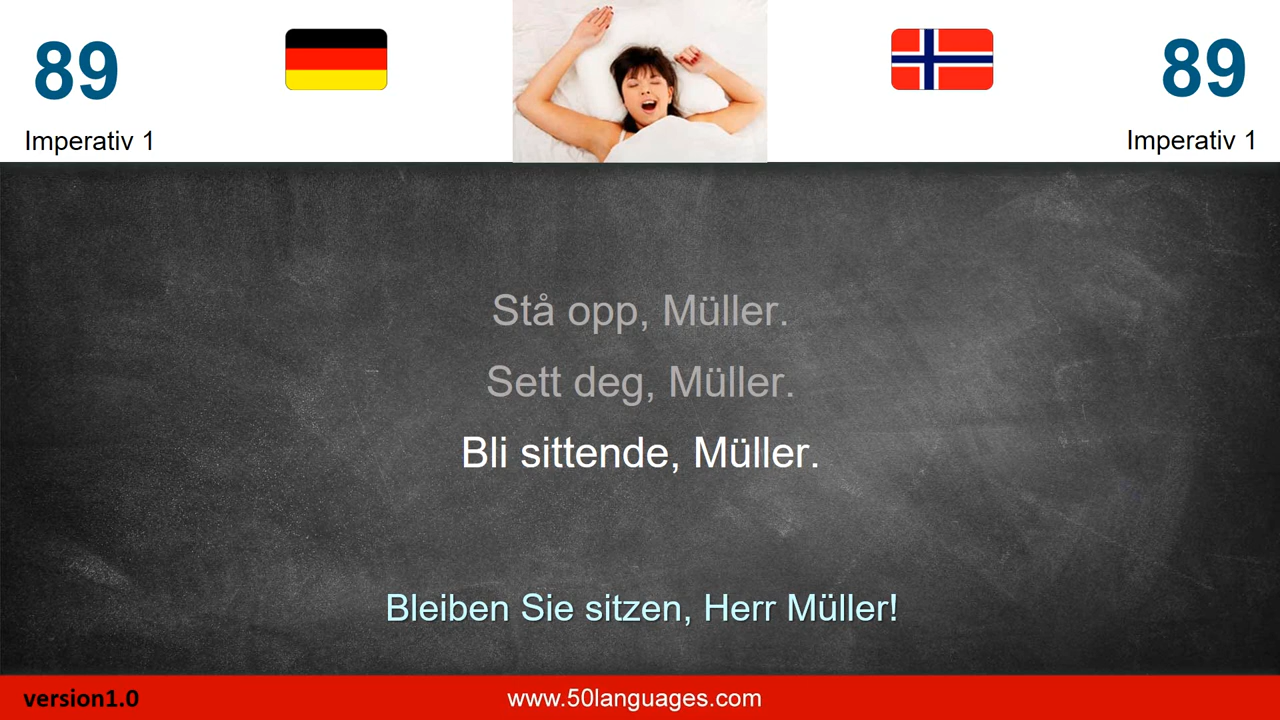 89
89
Imperativ 1
Imperativ 1
Stå opp, Müller.
Sett deg, Müller.
Bli sittende, Müller.
Bleiben Sie sitzen, Herr Müller!
version1.0
www.50languages.com